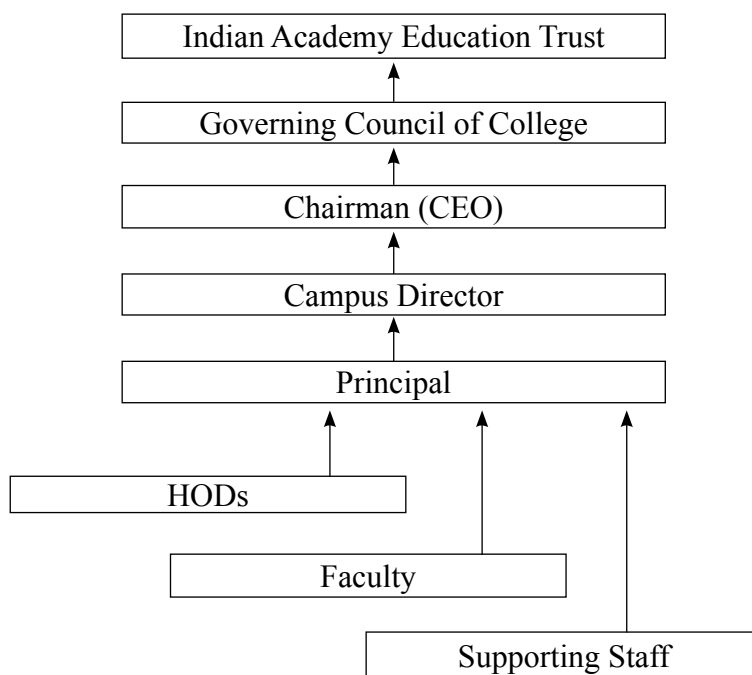 Indian Academy Education Trust
Governing Council of College
Chairman (CEO)
Campus Director
Principal
HODs
Faculty
Supporting Staff